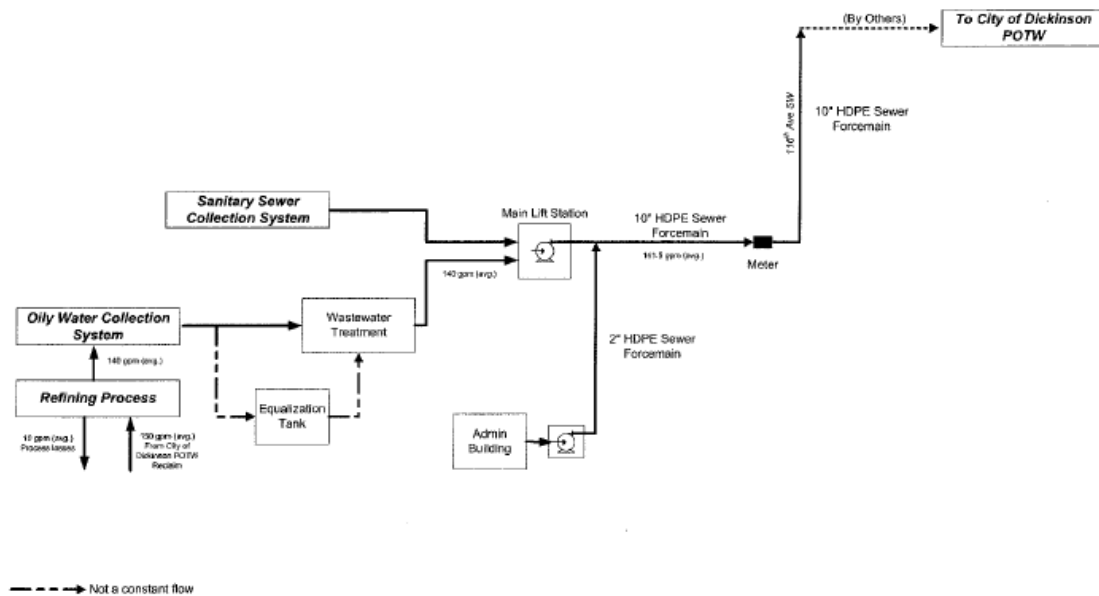 (By Others)
To City of Dickinson
POTW
116th Ave SW
10" HDPE Sewer
Forcemain
Sanitary Sewer
Collection System
Main Lift Station
10" HDPE Sewer
Forcemain
(avg.)
Meter
140 gpm (avg.)
Oily Water Collection
System
Wastewater
Treatment
2" HDPE Sewer
Forcemain
140 gpm (avg.)
Refining Process
Equalization
Tank
Admin
Building
10 gpm (avg.)
Process losses
150 gpm (avg.)
From City of
Dickinson POTW
Reclaim
Not a constant flow